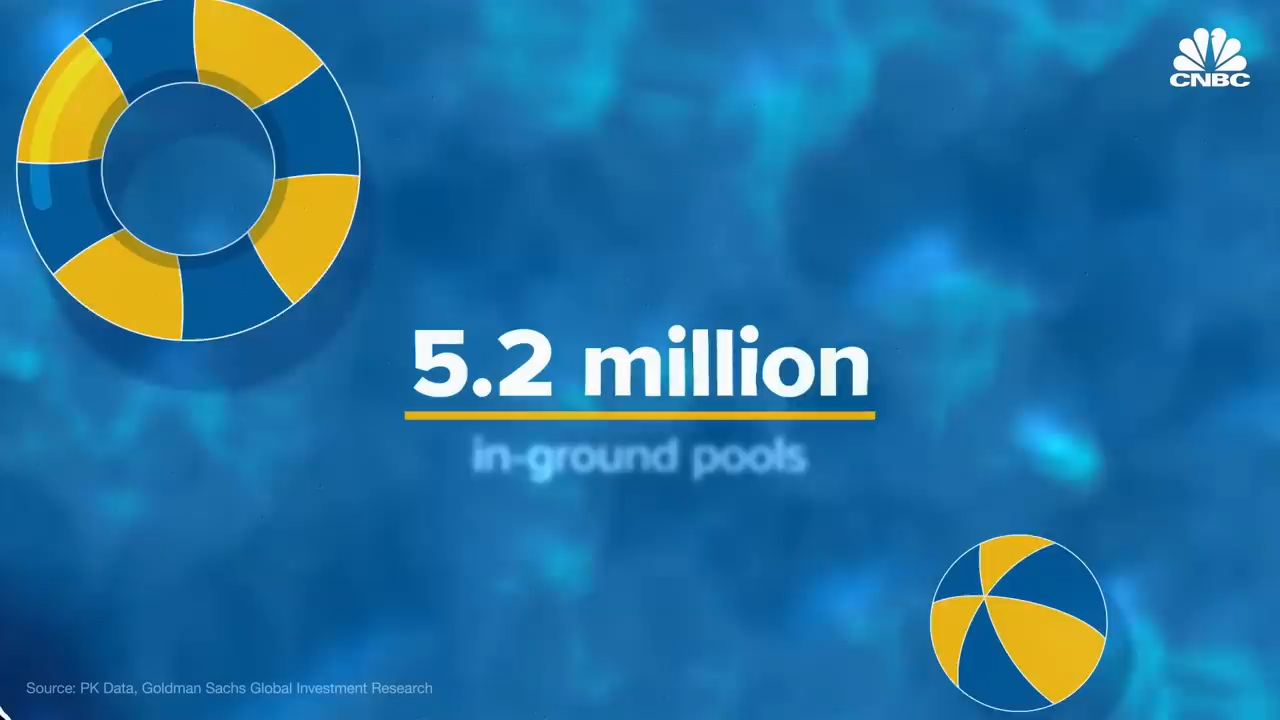 CNBC
5.2 million
in-ground pools
Source: PK Data, Goldman Sachs Global Investment Research